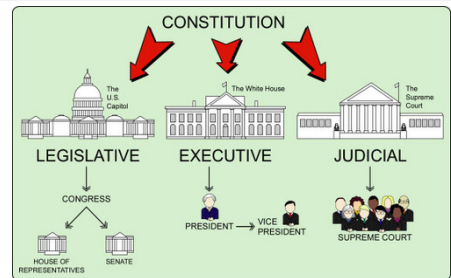 CONSTITUTION
The
U.S.
Capitol
The White House
The
Supreme
Court
LEGISLATIVE
EXECUTIVE
JUDICIAL
CONGRESS
PRESIDENT
VICE
PRESIDENT
SUPREME COURT
HOUSE OF
REPRESENTATIVES
SENATE